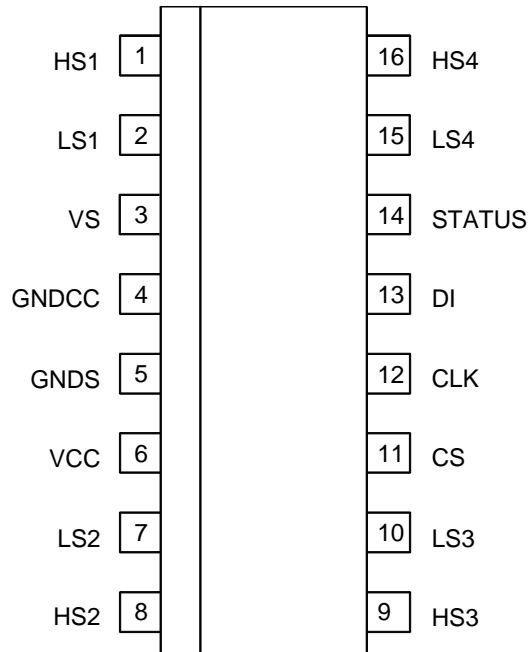 HS1 1 16 HS4
LS1 2 15 LS4
VS 3 14 STATUS
GNDCC 4 13 DI
GNDS 5 12 CLK
VCC 6 11 CS
LS2 7 10 LS3
HS2 8 9 HS3